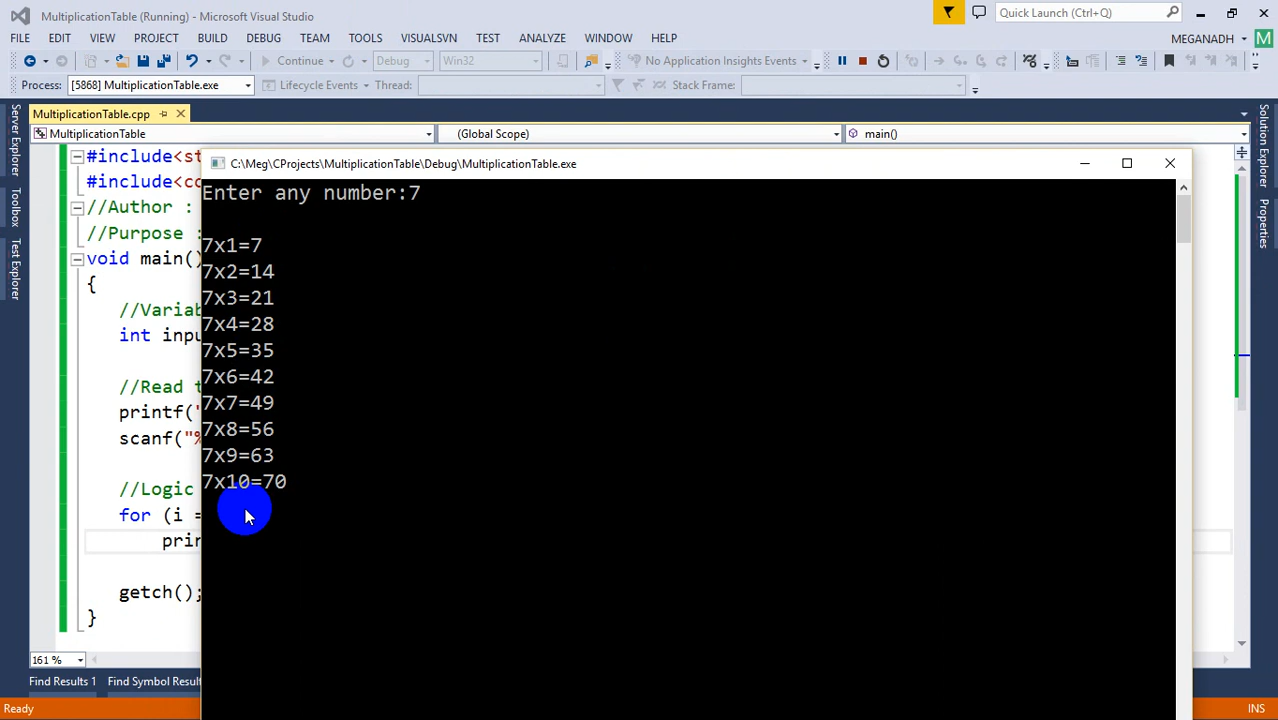 MultiplicationTable (Running) - Microsoft Visual Studio
Quick Launch (Ctrl+Q)
FILE EDIT VIEW PROJECT BUILD DEBUG TEAM TOOLS VISUALSVN TEST ANALYZE WINDOW HELP
MEGANADH M
Continue Debug Win32 No Application Insights Events
Process: [5868] MultiplicationTable.exe Lifecycle Events Thread: Stack Frame:
MultiplicationTable.cpp
MultiplicationTable (Global Scope) main()
Server Explorer
Toolbox
Test Explorer
Solution Explorer
Properties
#include<st
#include<co
//Author :
//Purpose :
void main()
{
//Variab
int inpu
//Read t
printf("
scanf("%
//Logic
for (i =
prin
getch();
}
C:\Meg\CProjects\MultiplicationTable\Debug\MultiplicationTable.exe
Enter any number:7
7x1=7
7x2=14
7x3=21
7x4=28
7x5=35
7x6=42
7x7=49
7x8=56
7x9=63
7x10=70
161 %
Find Results 1 Find Symbol Results
Ready INS